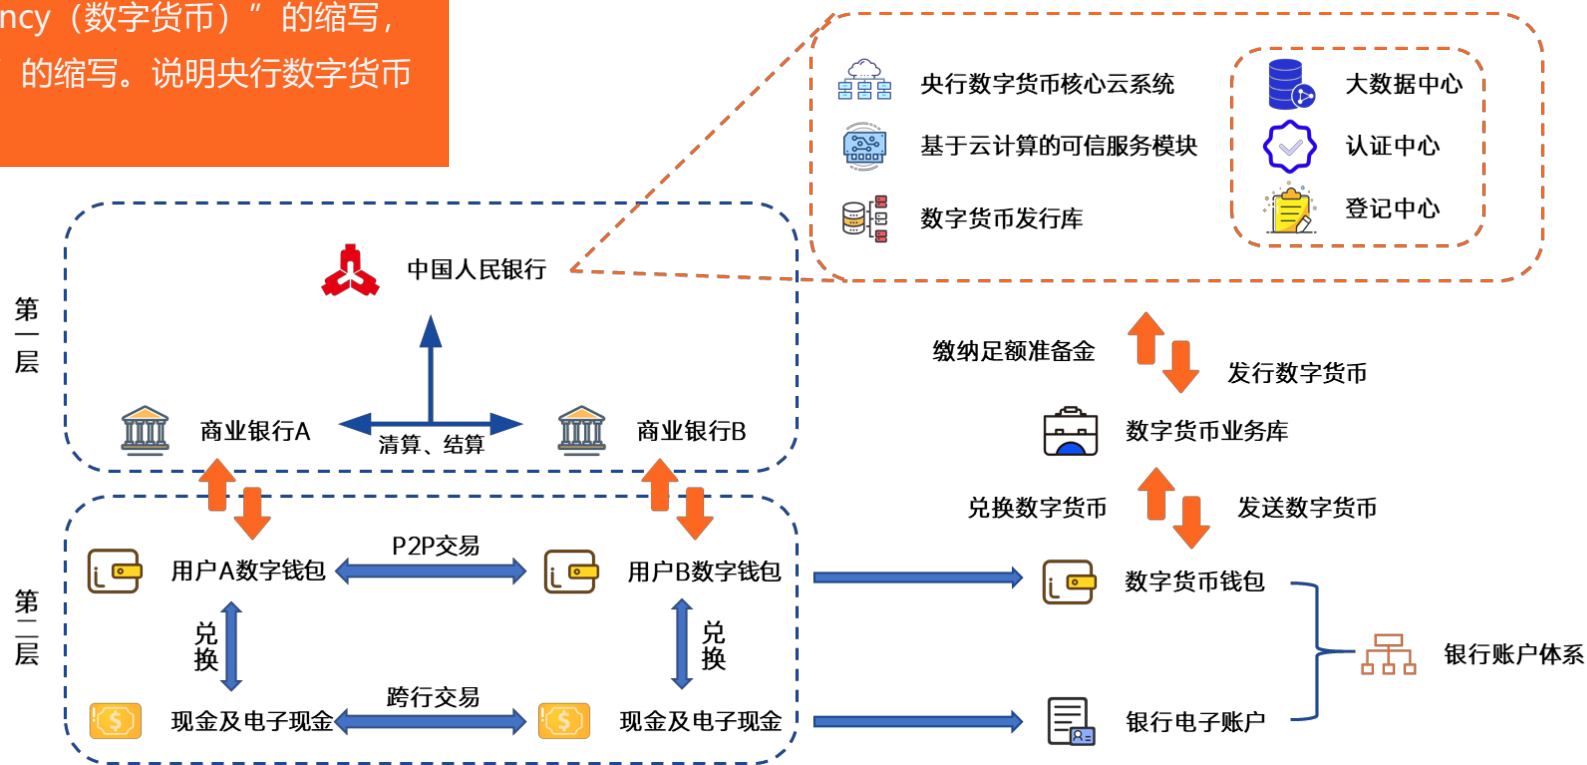 ncy（数字货币）”的缩写，
”的缩写。说明央行数字货币
央行数字货币核心云系统
大数据中心
基于云计算的可信服务模块
认证中心
数字货币发行库
登记中心
第一层
中国人民银行
缴纳足额准备金
发行数字货币
商业银行A
清算、结算
商业银行B
数字货币业务库
兑换数字货币
发送数字货币
第二层
用户A数字钱包
P2P交易
用户B数字钱包
数字货币钱包
兑换
兑换
银行账户体系
现金及电子现金
跨行交易
现金及电子现金
银行电子账户